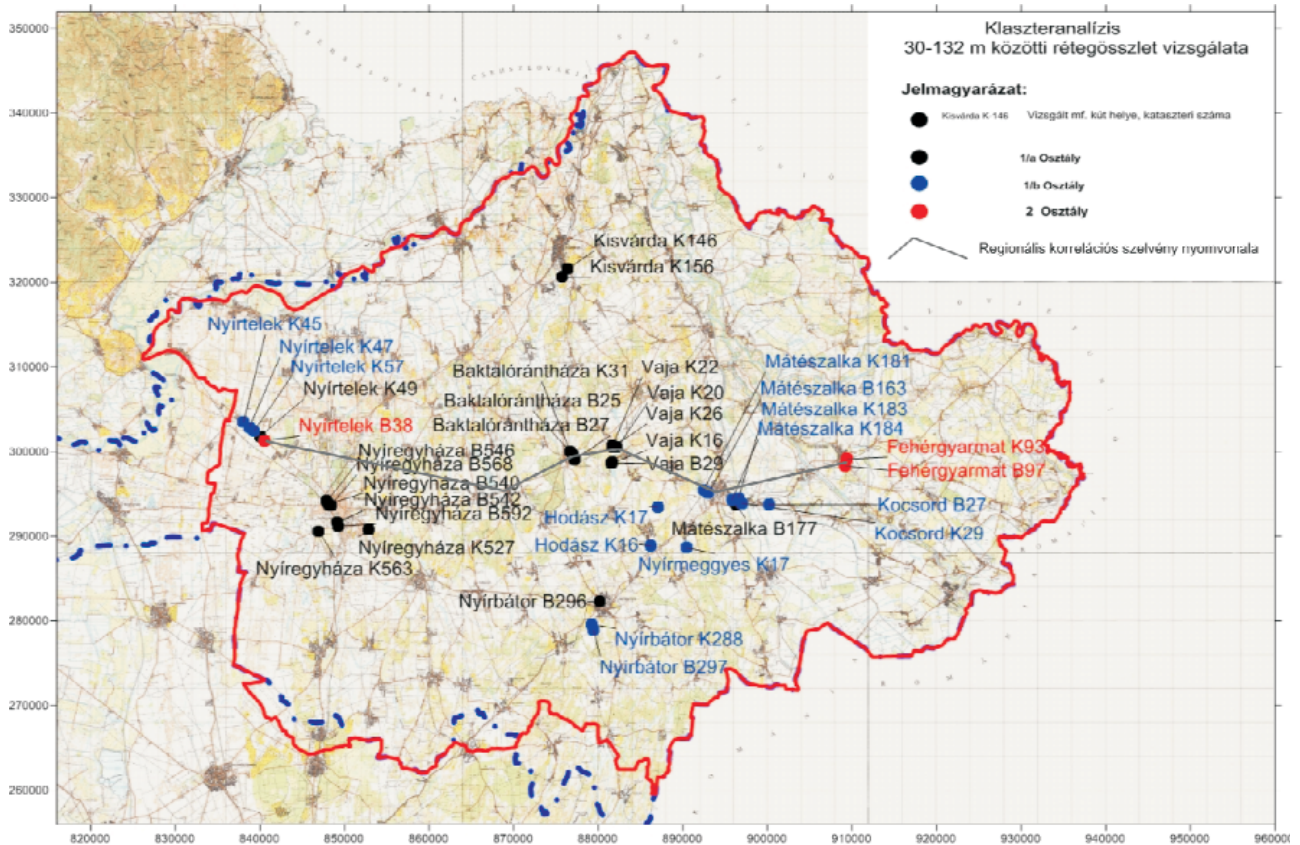 Klaszteranalízis
30-132 m közötti rétegösszlet vizsgálata
Jelmagyarázat:
Kisvárda K-146 Vizsgált mf. kút helye, kataszteri száma
1/a Osztály
1/b Osztály
2 Osztály
Regionális korrelációs szelvény nyomvonala
350000
340000
330000
320000
310000
300000
290000
280000
270000
260000
Kisvárda K146
Kisvárda K156
Nyírtelek K45
Nyírtelek K47
Nyírtelek K57
Nyírtelek K49
Nyírtelek B38
Nyíregyháza B546
Nyíregyháza B568
Nyíregyháza B540
Nyíregyháza B542
Nyíregyháza B592
Nyíregyháza K527
Nyíregyháza K563
Baktalórántháza K31
Baktalórántháza B25
Baktalórántháza B27
Vaja K22
Vaja K20
Vaja K26
Vaja K16
Vaja B29
Mátészalka K181
Mátészalka B163
Mátészalka K183
Mátészalka K184
Fehérgyarmat K93
Fehérgyarmat B97
Kocsord B27
Kocsord K29
Hodász K17
Mátészalka B177
Hodász K16
Nyírmeggyes K17
Nyírbátor B296
Nyírbátor K288
Nyírbátor B297
820000 830000 840000 850000 860000 870000 880000 890000 900000 910000 920000 930000 940000 950000 960000